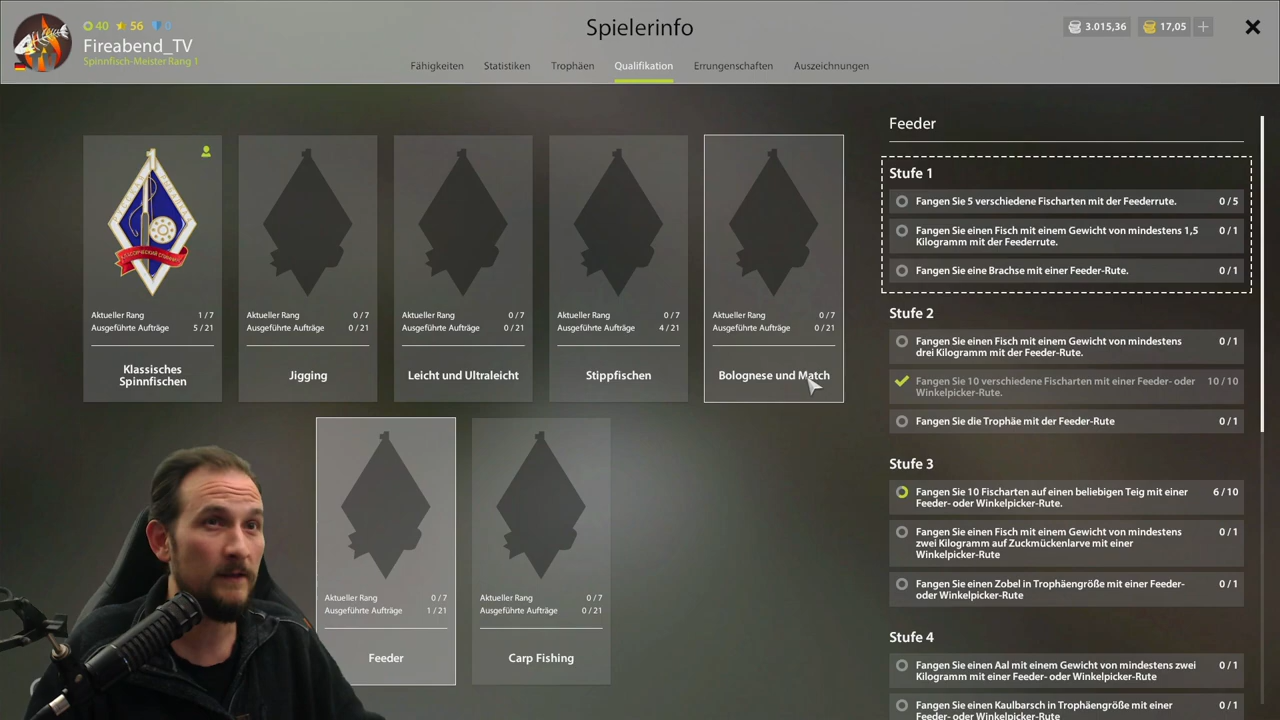 40 56 0
Fireabend_TV
Spinnfisch-Meister Rang 1
Spielerinfo
3.015,36 17,05
Fähigkeiten Statistiken Trophäen Qualifikation Errungenschaften Auszeichnungen
Aktueller Rang 1 / 7
Ausgeführte Aufträge 5 / 21
Klassisches
Spinnfischen
Aktueller Rang 0 / 7
Ausgeführte Aufträge 0 / 21
Jigging
Aktueller Rang 0 / 7
Ausgeführte Aufträge 0 / 21
Leicht und Ultraleicht
Aktueller Rang 0 / 7
Ausgeführte Aufträge 4 / 21
Stippfischen
Aktueller Rang 0 / 7
Ausgeführte Aufträge 0 / 21
Bolognese und Match
Aktueller Rang 0 / 7
Ausgeführte Aufträge 1 / 21
Feeder
Aktueller Rang 0 / 7
Ausgeführte Aufträge 0 / 21
Carp Fishing
Feeder
Stufe 1
Fangen Sie 5 verschiedene Fischarten mit der Feederrute. 0 / 5
Fangen Sie einen Fisch mit einem Gewicht von mindestens 1,5 0 / 1
Kilogramm mit der Feederrute.
Fangen Sie eine Brachse mit einer Feeder-Rute. 0 / 1
Stufe 2
Fangen Sie einen Fisch mit einem Gewicht von mindestens 0 / 1
drei Kilogramm mit der Feeder-Rute.
Fangen Sie 10 verschiedene Fischarten mit einer Feeder- oder 10 / 10
Winkelpicker-Rute.
Fangen Sie die Trophäe mit der Feeder-Rute 0 / 1
Stufe 3
Fangen Sie 10 Fischarten auf einen beliebigen Teig mit einer 6 / 10
Feeder- oder Winkelpicker-Rute.
Fangen Sie einen Fisch mit einem Gewicht von mindestens 0 / 1
zwei Kilogramm auf Zuckmückenlarve mit einer
Winkelpicker-Rute
Fangen Sie einen Zobel in Trophäengröße mit einer Feeder- 0 / 1
oder Winkelpicker-Rute
Stufe 4
Fangen Sie einen Aal mit einem Gewicht von mindestens zwei 0 / 1
Kilogramm mit einer Feeder- oder Winkelpicker-Rute
Fangen Sie einen Kaulbarsch in Trophäengröße mit einer 0 / 1
Feeder- oder Winkelpicker-Rute